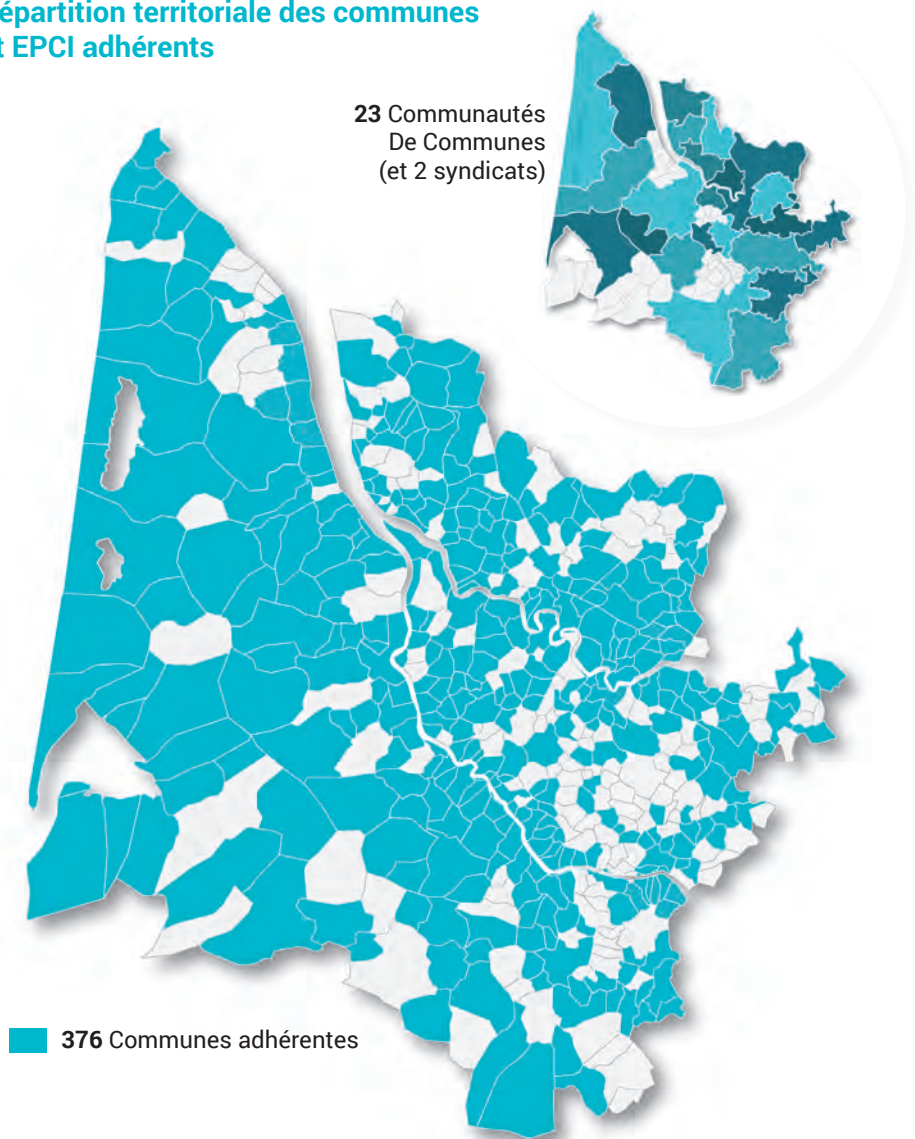 épartition territoriale des communes
t EPCI adhérents
23 Communautés
De Communes
(et 2 syndicats)
376 Communes adhérentes